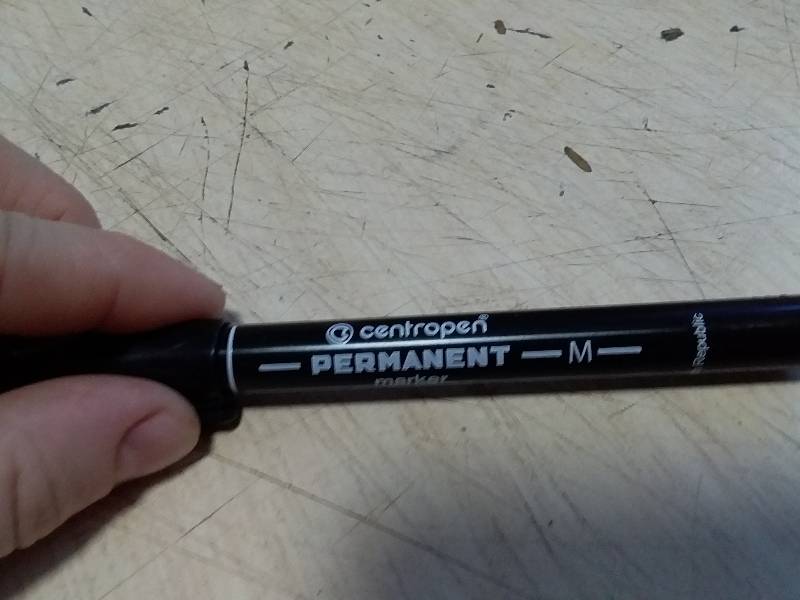 centropen®
PERMANENT — M —
marker
Republic